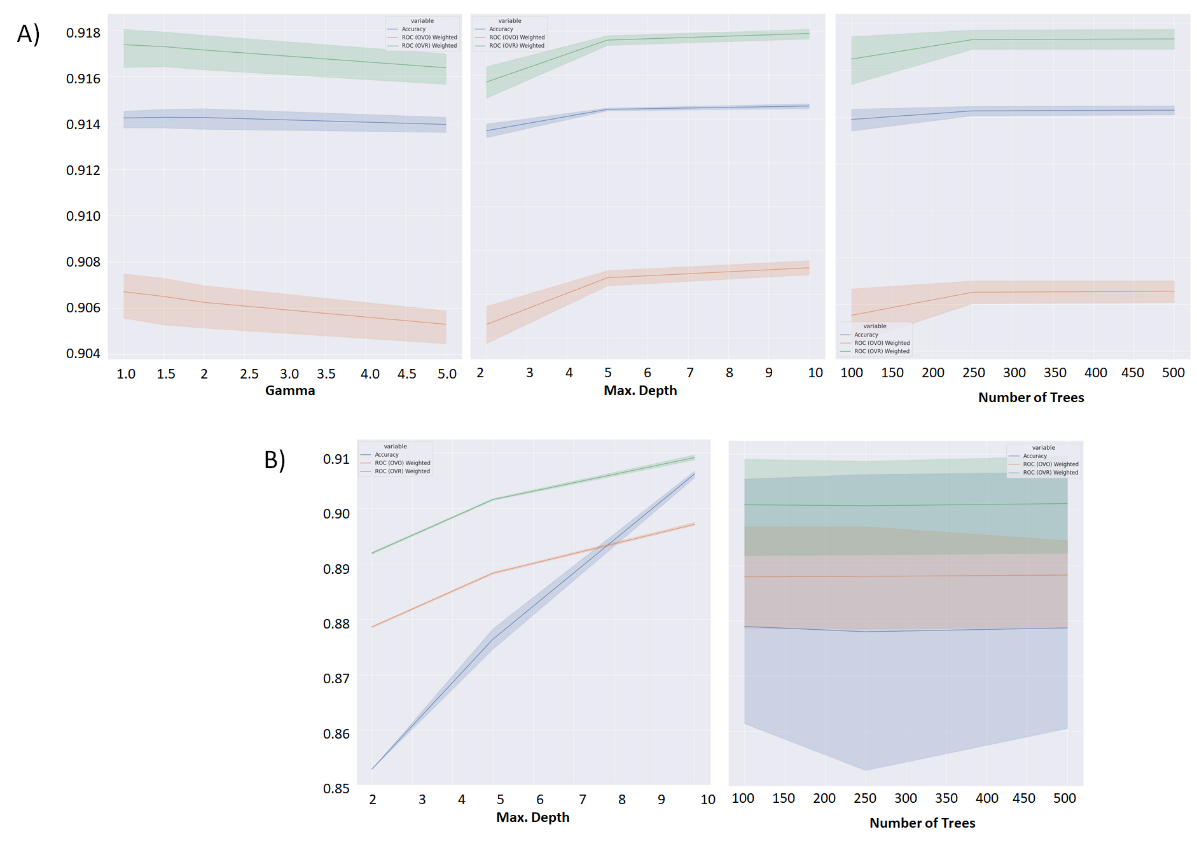 A)
0.918
0.916
0.914
0.912
0.910
0.908
0.906
0.904
variable
Accuracy
ROC (OVO) Weighted
ROC (OVR) Weighted
1.0 1.5 2 2.5 3.0 3.5 4.0 4.5 5.0
Gamma
variable
Accuracy
ROC (OVO) Weighted
ROC (OVR) Weighted
2 3 4 5 6 7 8 9 10
Max. Depth
variable
Accuracy
ROC (OVO) Weighted
ROC (OVR) Weighted
100 150 200 250 300 350 400 450 500
Number of Trees
B)
0.91
0.90
0.89
0.88
0.87
0.86
0.85
variable
Accuracy
ROC (OVO) Weighted
ROC (OVR) Weighted
2 3 4 5 6 7 8 9 10
Max. Depth
variable
Accuracy
ROC (OVO) Weighted
ROC (OVR) Weighted
100 150 200 250 300 350 400 450 500
Number of Trees